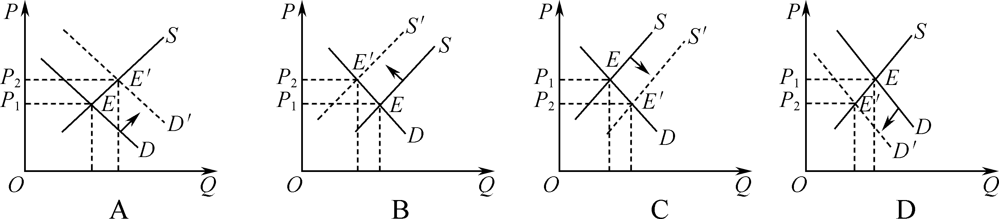 P S D' D E' E P₂ P₁ O Q
A
P S' S D E' E P₂ P₁ O Q
B
P S S' D E E' P₁ P₂ O Q
C
P S D D' E E' P₁ P₂ O Q
D